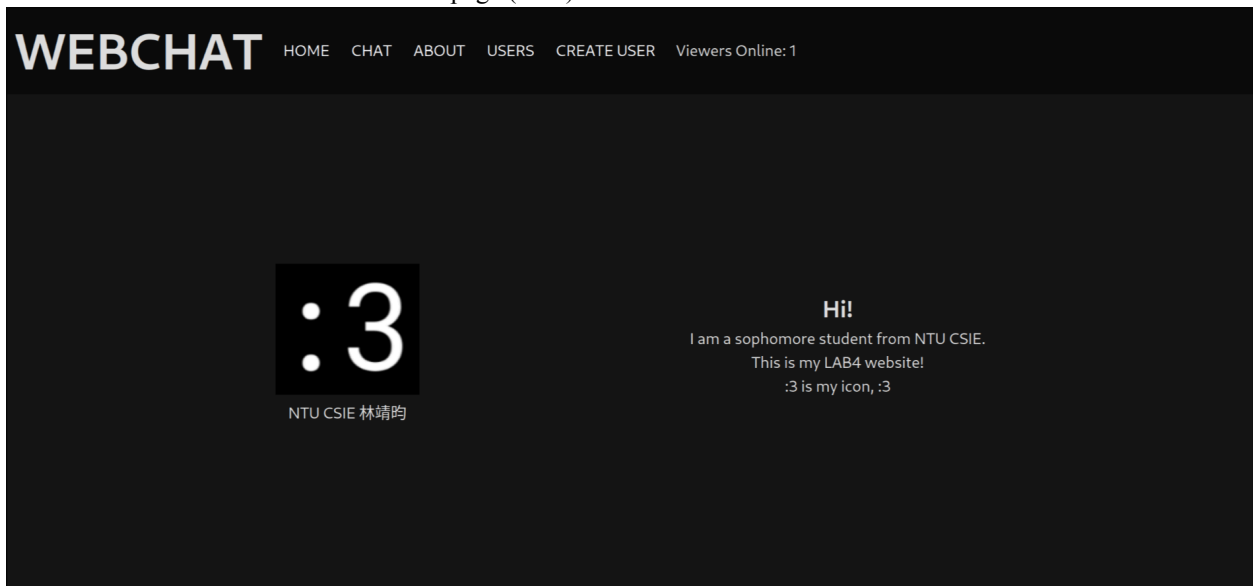 WEBCHAT HOME CHAT ABOUT USERS CREATE USER Viewers Online: 1
:3
NTU CSIE 林靖昀
Hi!
I am a sophomore student from NTU CSIE.
This is my LAB4 website!
:3 is my icon, :3